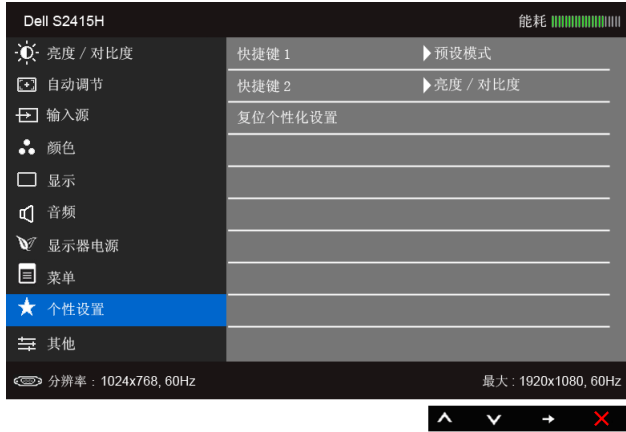 Dell S2415H 能耗
亮度 / 对比度 快捷键 1 预设模式
自动调节 快捷键 2 亮度 / 对比度
输入源 复位个性化设置
颜色
显示
音频
显示器电源
菜单
个性设置
其他
分辨率 : 1024x768, 60Hz 最大 : 1920x1080, 60Hz